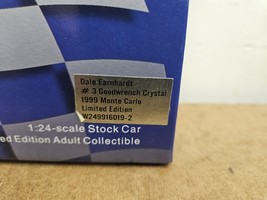 Dale Earnhardt
# 3 Goodwrench Crystal
1999 Monte Carlo
Limited Edition
W249916019-2
1:24-scale Stock Car
ed Edition Adult Collectible